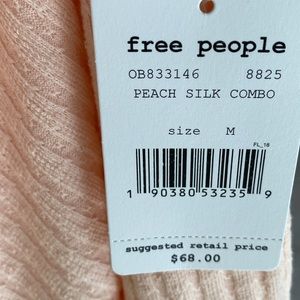 free people
OB833146 8825
PEACH SILK COMBO
size M
FL_18
1 90380 53235 9
suggested retail price
$68.00